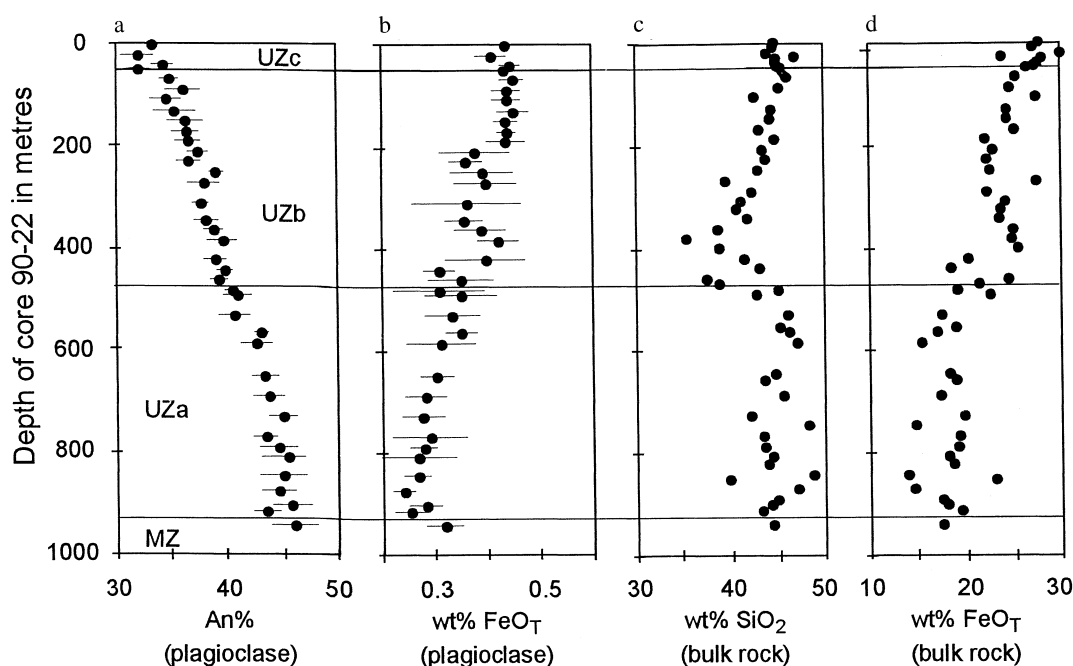 a
b
c
d
Depth of core 90-22 in metres
0
200
400
600
800
1000
UZc
UZb
UZa
MZ
30 40 50
0.3 0.5
30 40 50
10 20 30
An%
(plagioclase)
wt% FeOT
(plagioclase)
wt% SiO2
(bulk rock)
wt% FeOT
(bulk rock)